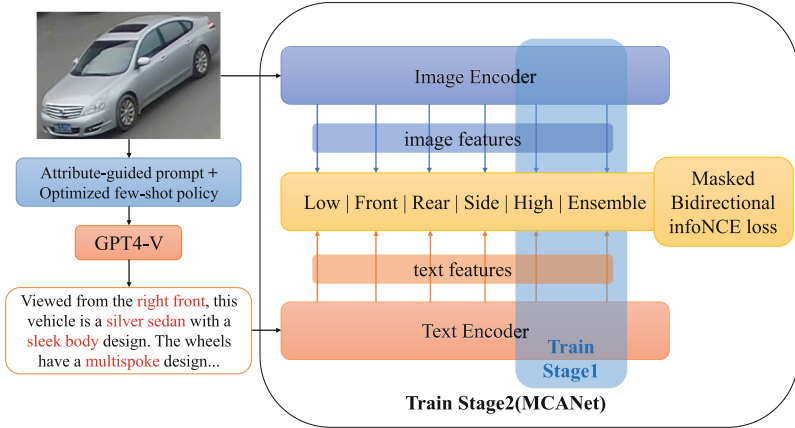 Image Encoder
image features
Attribute-guided prompt +
Optimized few-shot policy
Low | Front | Rear | Side | High | Ensemble
Masked
Bidirectional
infoNCE loss
GPT4-V
text features
Viewed from the right front, this
vehicle is a silver sedan with a
sleek body design. The wheels
have a multispoke design...
Text Encoder
Train
Stage1
Train Stage2(MCANet)